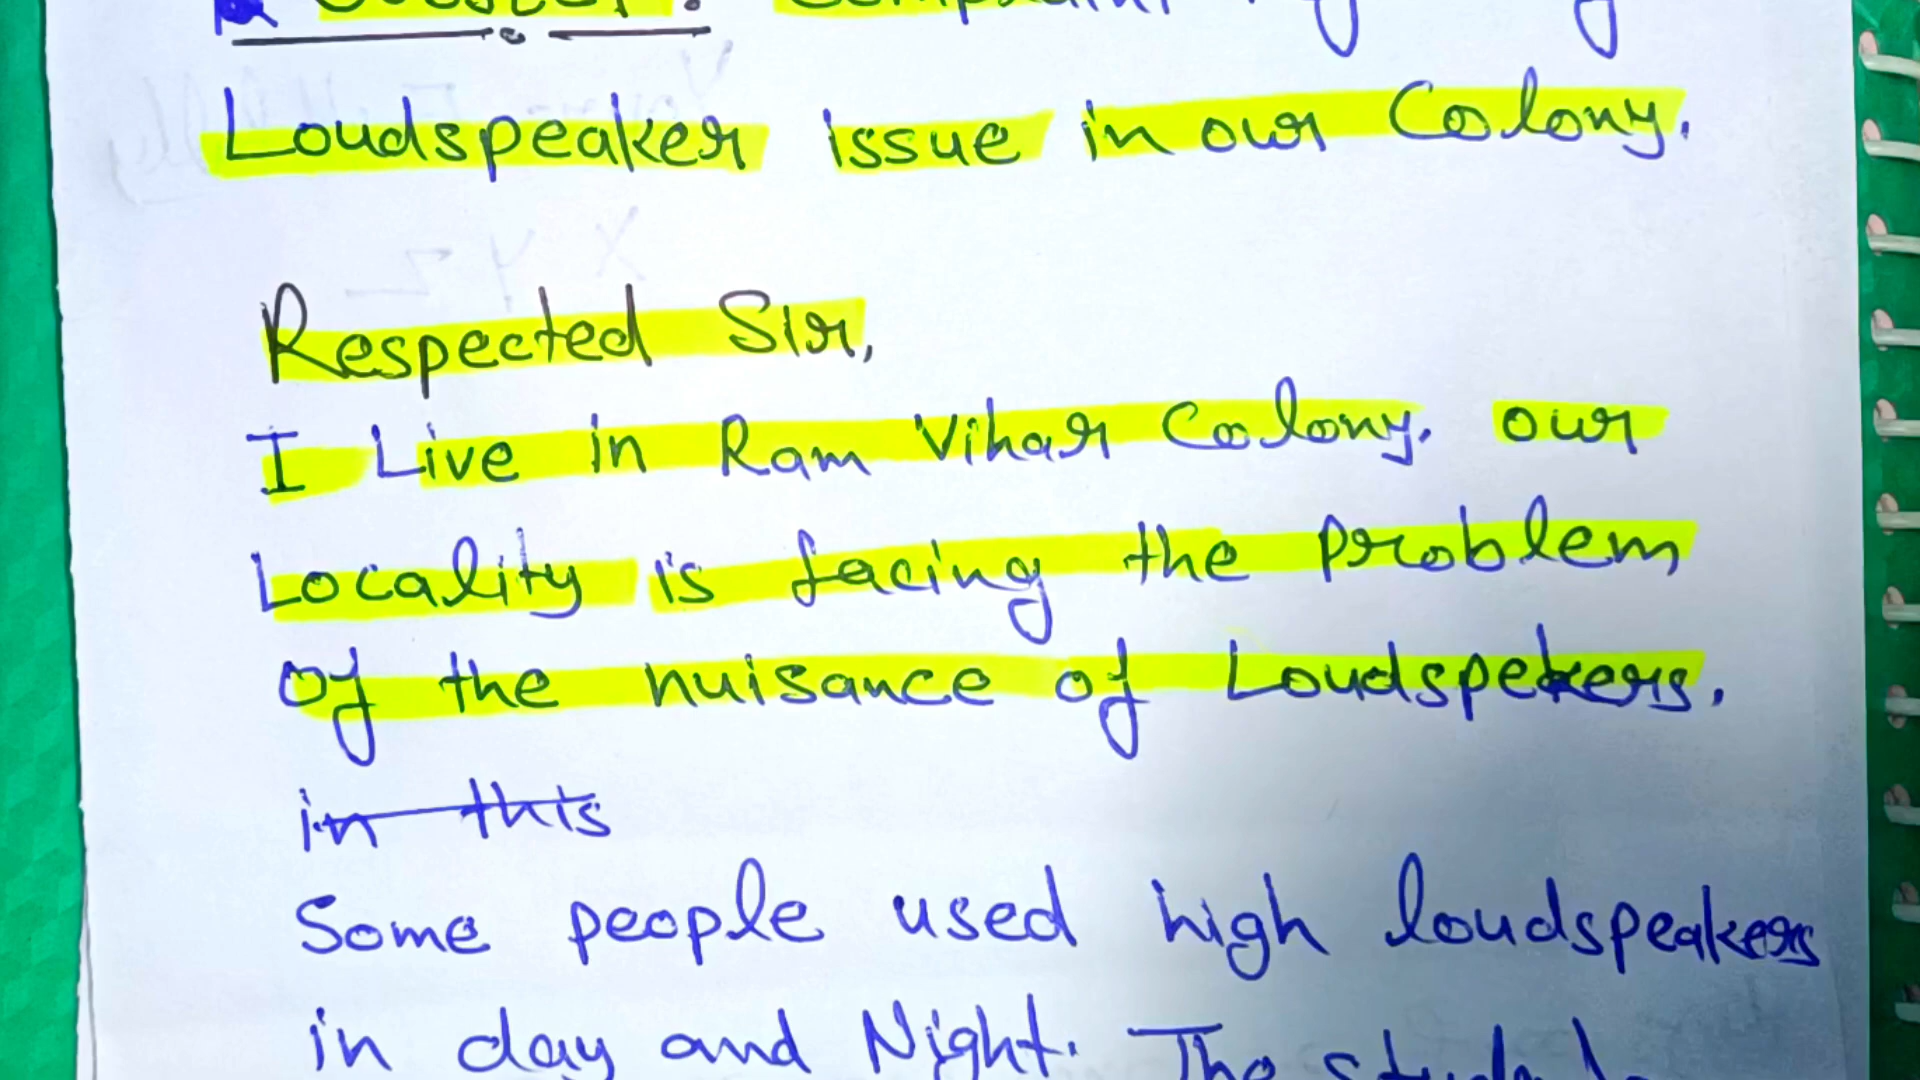 Loudspeaker issue in our Colony.
Respected Sir,
I Live in Ram Vihar Colony. our
Locality is facing the problem
of the nuisance of Loudspekers.
in this
Some people used high loudspeakers
in day and Night. The